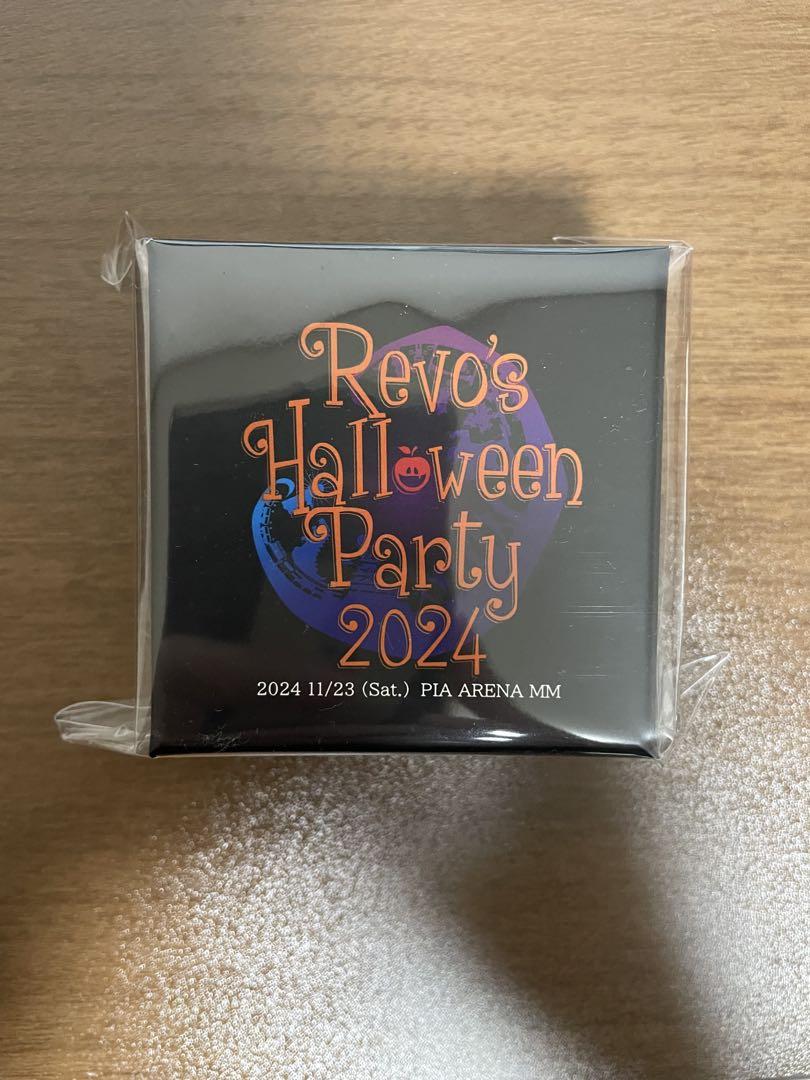 Revo's
Halloween
Party
2024
2024 11/23 (Sat.) PIA ARENA MM